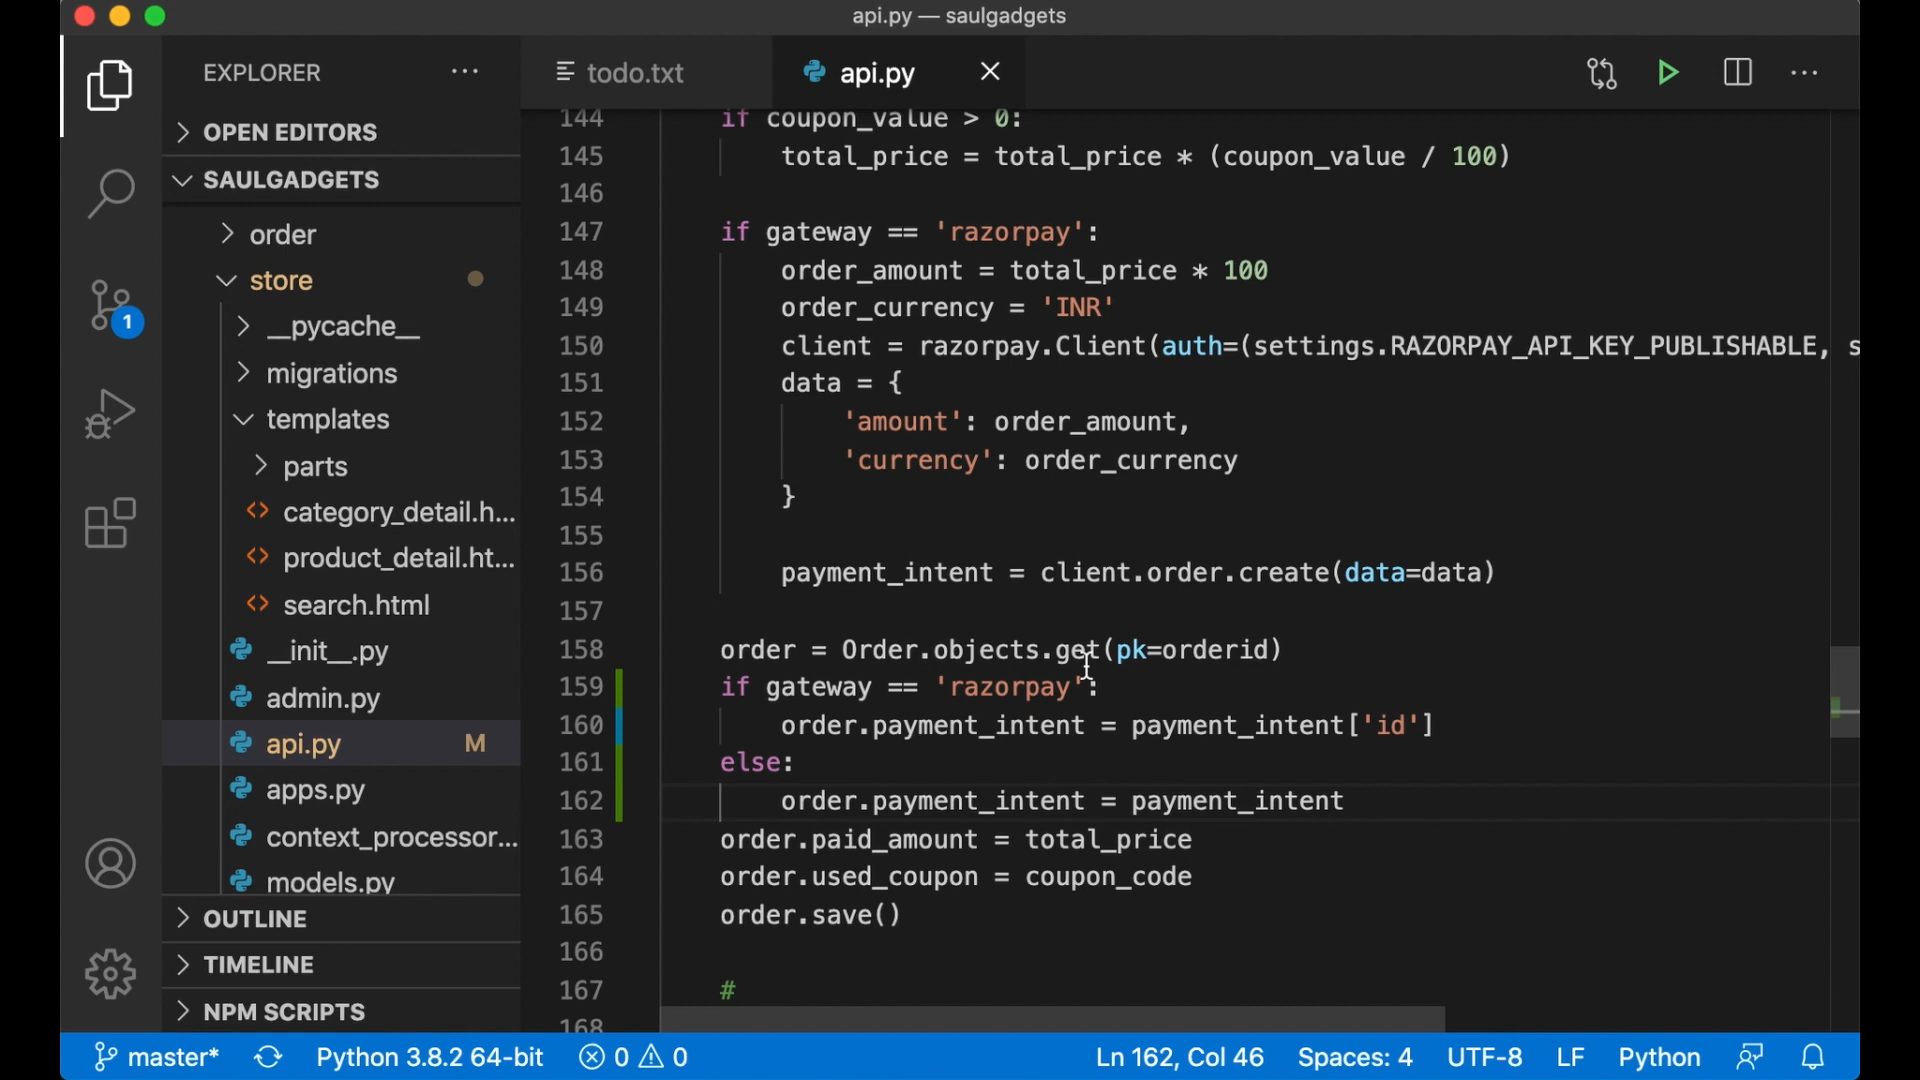 api.py — saulgadgets
EXPLORER ···
todo.txt
api.py
OPEN EDITORS
SAULGADGETS
order
store
__pycache__
migrations
templates
parts
category_detail.h...
product_detail.ht...
search.html
__init__.py
admin.py
api.py M
apps.py
context_processor...
models.py
OUTLINE
TIMELINE
NPM SCRIPTS
1
144 if coupon_value > 0:
145 total_price = total_price * (coupon_value / 100)
146
147 if gateway == 'razorpay':
148 order_amount = total_price * 100
149 order_currency = 'INR'
150 client = razorpay.Client(auth=(settings.RAZORPAY_API_KEY_PUBLISHABLE, s
151 data = {
152 'amount': order_amount,
153 'currency': order_currency
154 }
155
156 payment_intent = client.order.create(data=data)
157
158 order = Order.objects.get(pk=orderid)
159 if gateway == 'razorpay':
160 order.payment_intent = payment_intent['id']
161 else:
162 order.payment_intent = payment_intent
163 order.paid_amount = total_price
164 order.used_coupon = coupon_code
165 order.save()
166
167 #
168
master* Python 3.8.2 64-bit 0 0 Ln 162, Col 46 Spaces: 4 UTF-8 LF Python